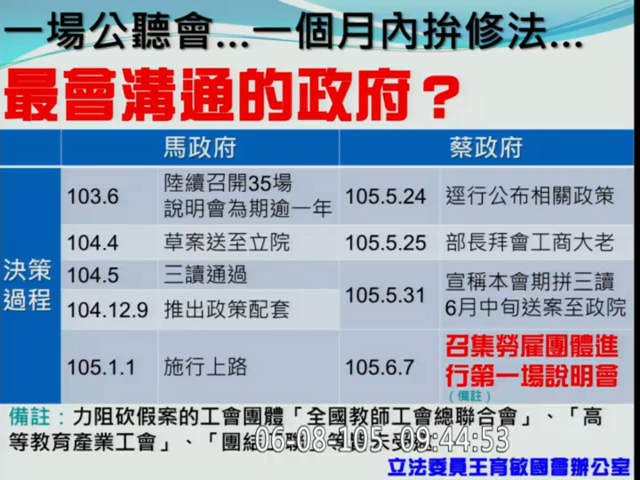 一場公聽會...一個月內拚修法...
最會溝通的政府？
馬政府 蔡政府
決策過程
103.6 陸續召開35場說明會為期逾一年 105.5.24 逕行公布相關政策
104.4 草案送至立院 105.5.25 部長拜會工商大老
104.5 三讀通過 105.5.31 宣稱本會期拼三讀6月中旬送案至政院
104.12.9 推出政策配套
105.1.1 施行上路 105.6.7 召集勞雇團體進行第一場說明會
（備註）
備註：力阻砍假案的工會團體「全國教師工會總聯合會」、「高
等教育產業工會」、「團結工聯」等皆未受邀
06-08-105 09:44:53
立法委員王育敏國會辦公室